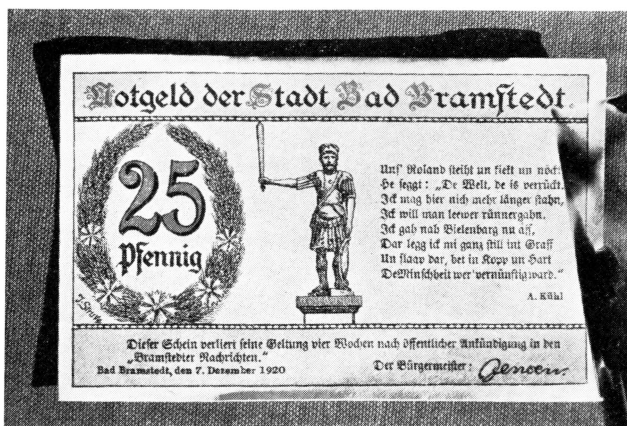 Notgeld der Stadt Bad Bramstedt.
25
Pfennig
Uns' Roland steiht un kiekt un nöck:
He seggt: „De Welt, de is verrückt.
Ick mag hier nich mehr länger stahn,
Ick will man leewer rünnergahn.
Ick gah nah Bielenbarg nu aff,
Dar legg ick mi ganz still int Graff
Un slaap dar, bet in Kopp un Hart
De Minschheit wer' vernünftig ward."
A. Kühl
Dieser Schein verliert seine Geltung vier Wochen nach öffentlicher Ankündigung in den
„Bramstedter Nachrichten."
Bad Bramstedt, den 7. Dezember 1920
Der Bürgermeister: